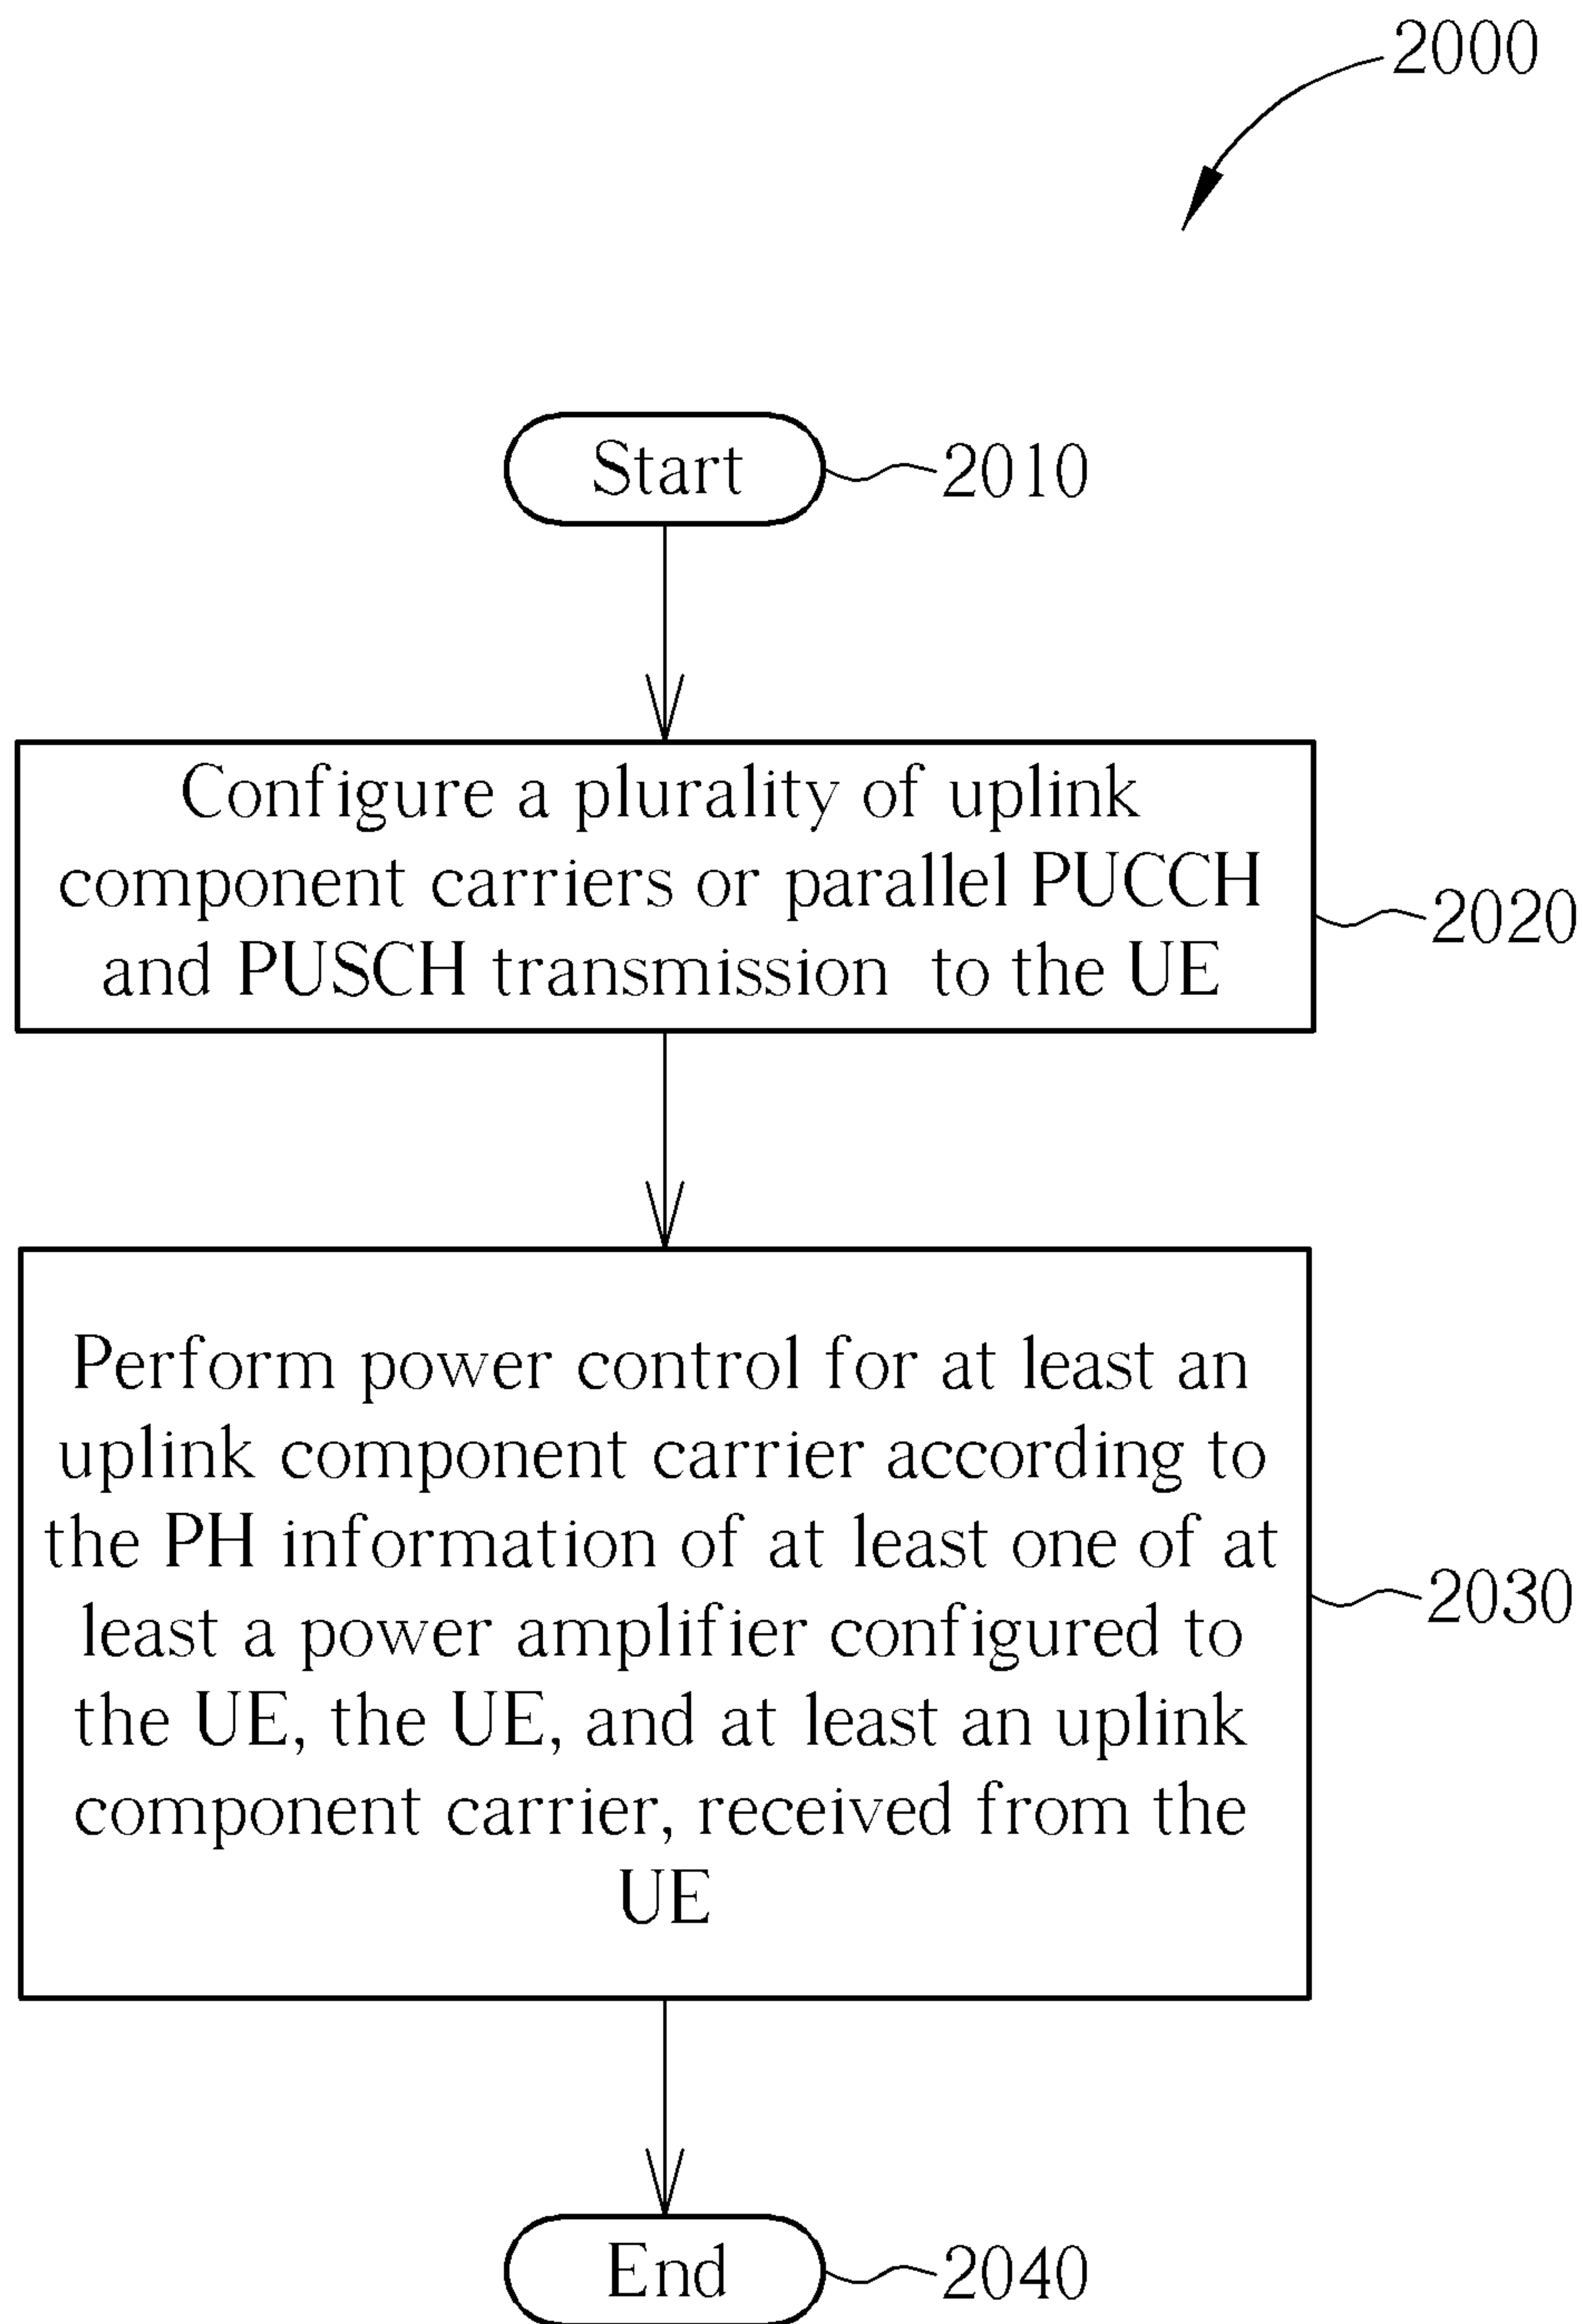 2000
Start
2010
Configure a plurality of uplink
component carriers or parallel PUCCH
and PUSCH transmission to the UE
2020
Perform power control for at least an
uplink component carrier according to
the PH information of at least one of at
least a power amplifier configured to
the UE, the UE, and at least an uplink
component carrier, received from the
UE
2030
End
2040